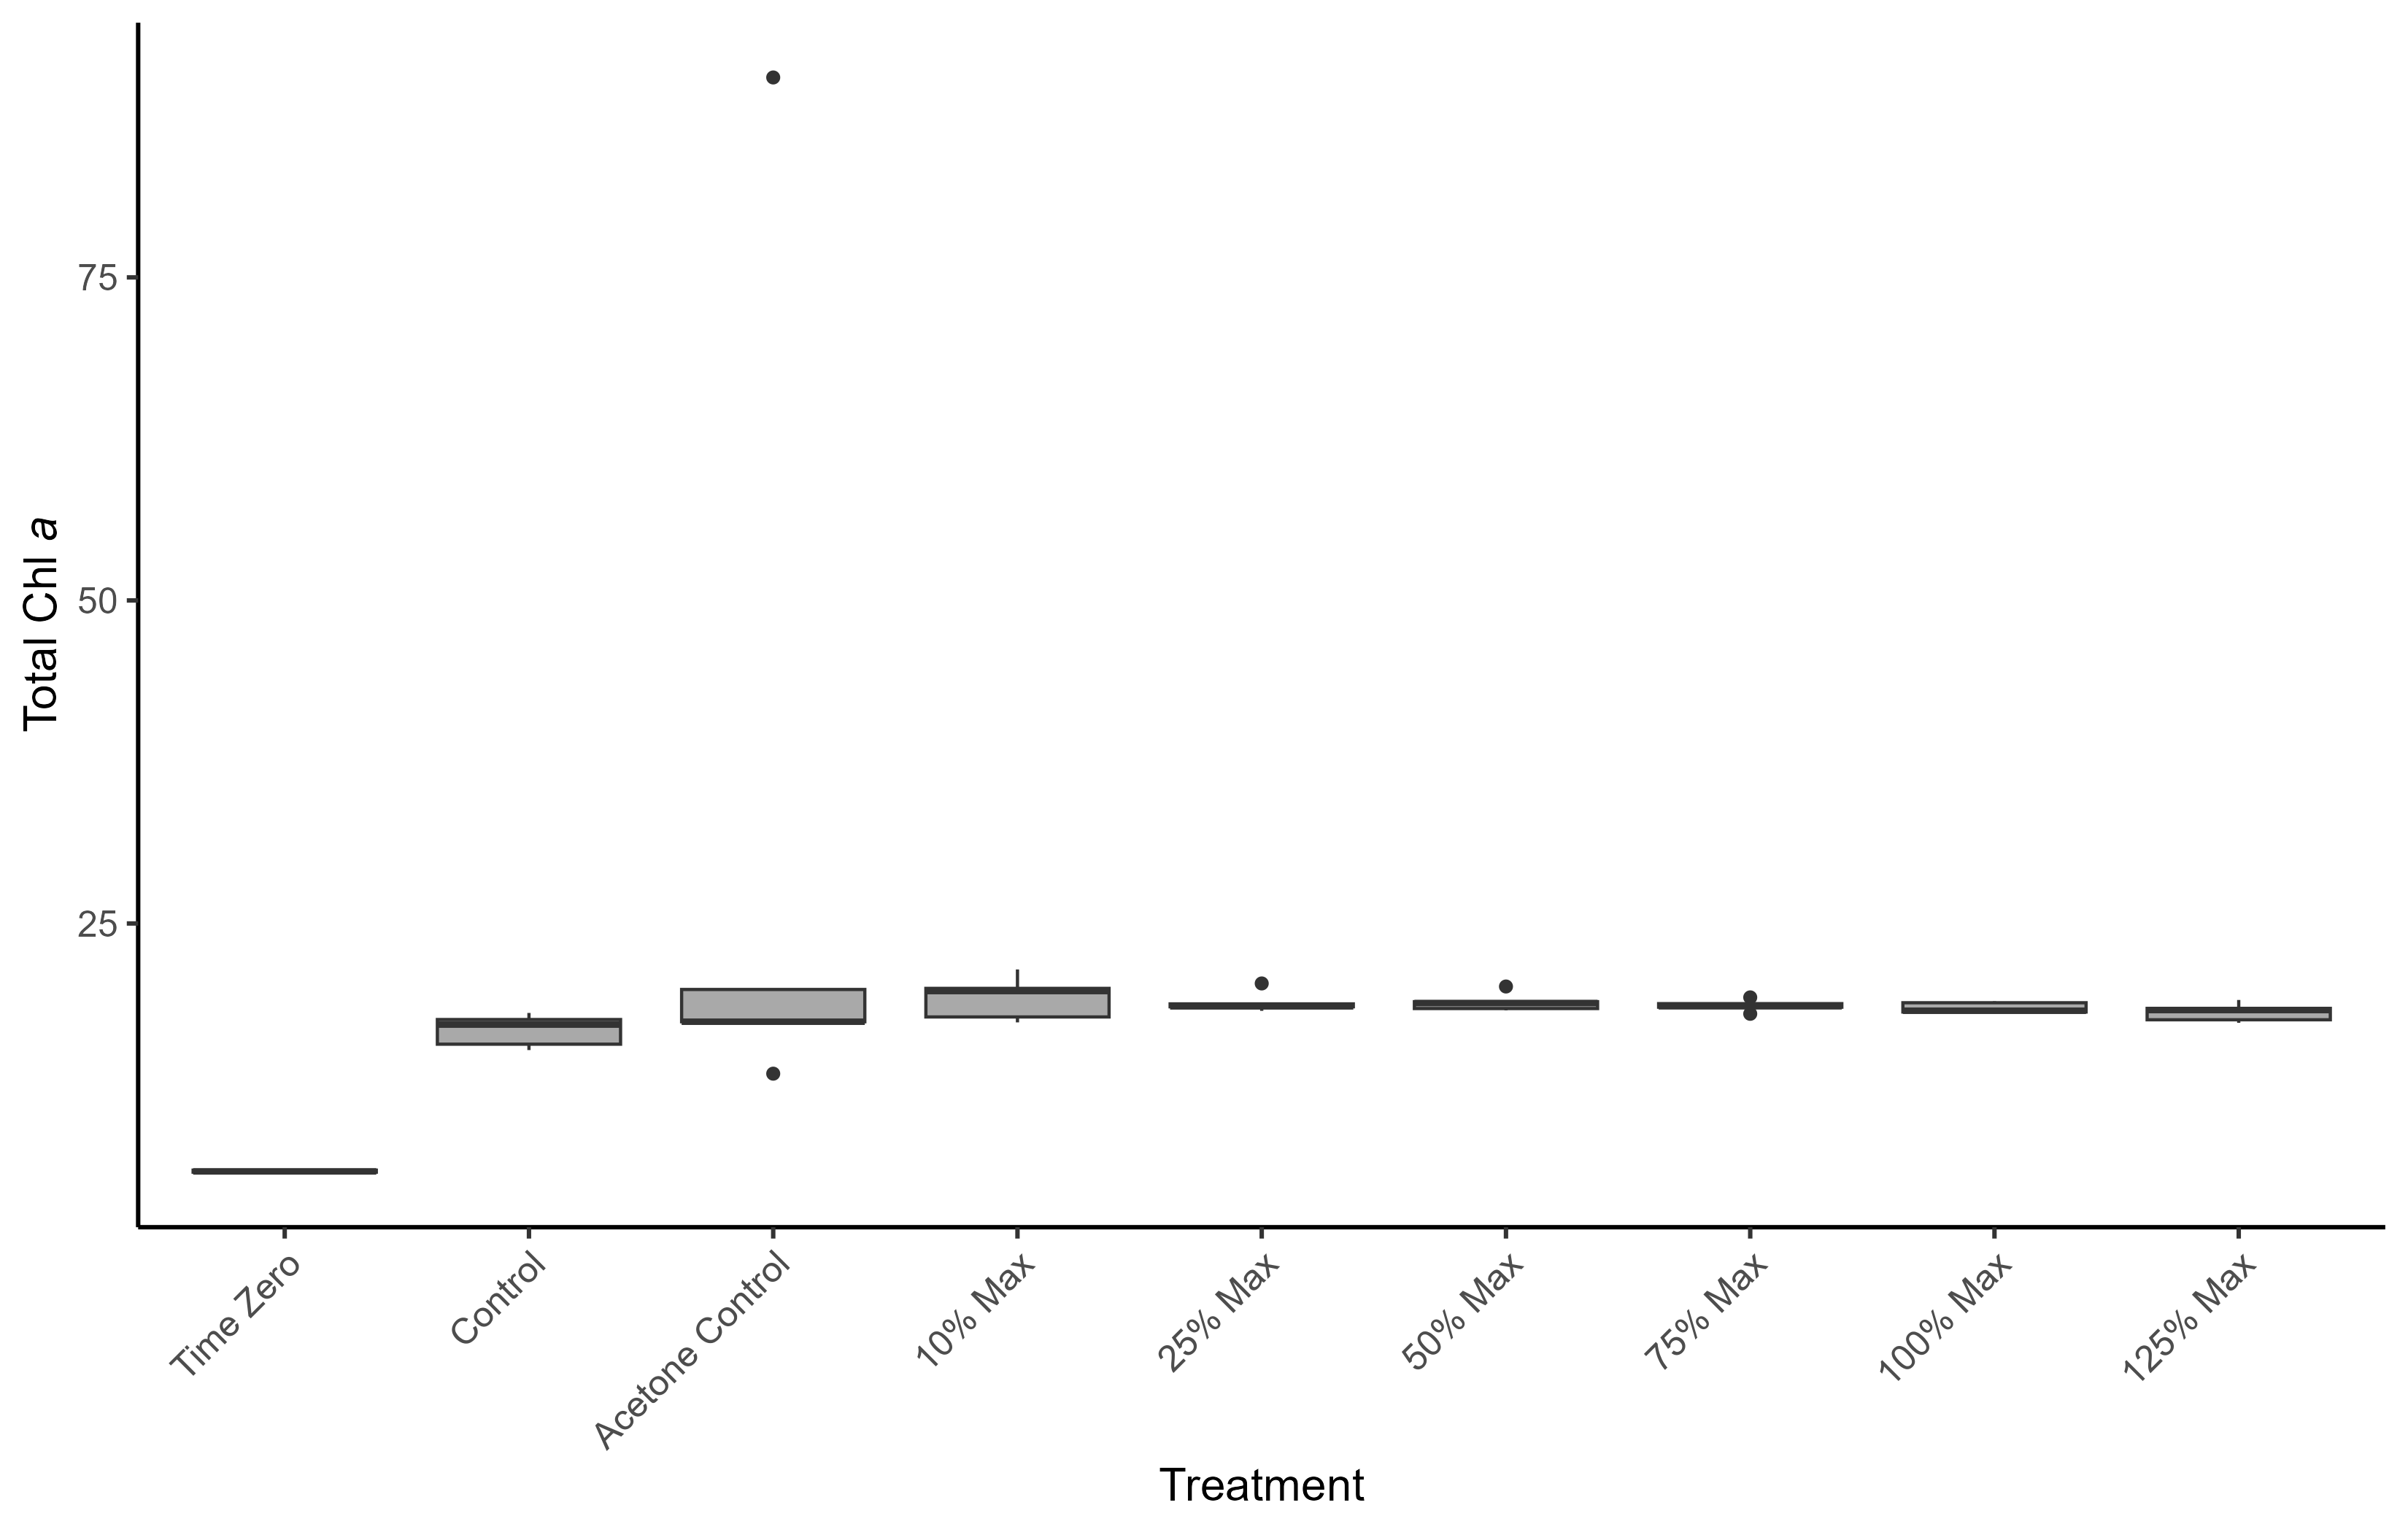 Total Chl a
75
50
25
Time Zero
Control
Acetone Control
10% Max
25% Max
50% Max
75% Max
100% Max
125% Max
Treatment